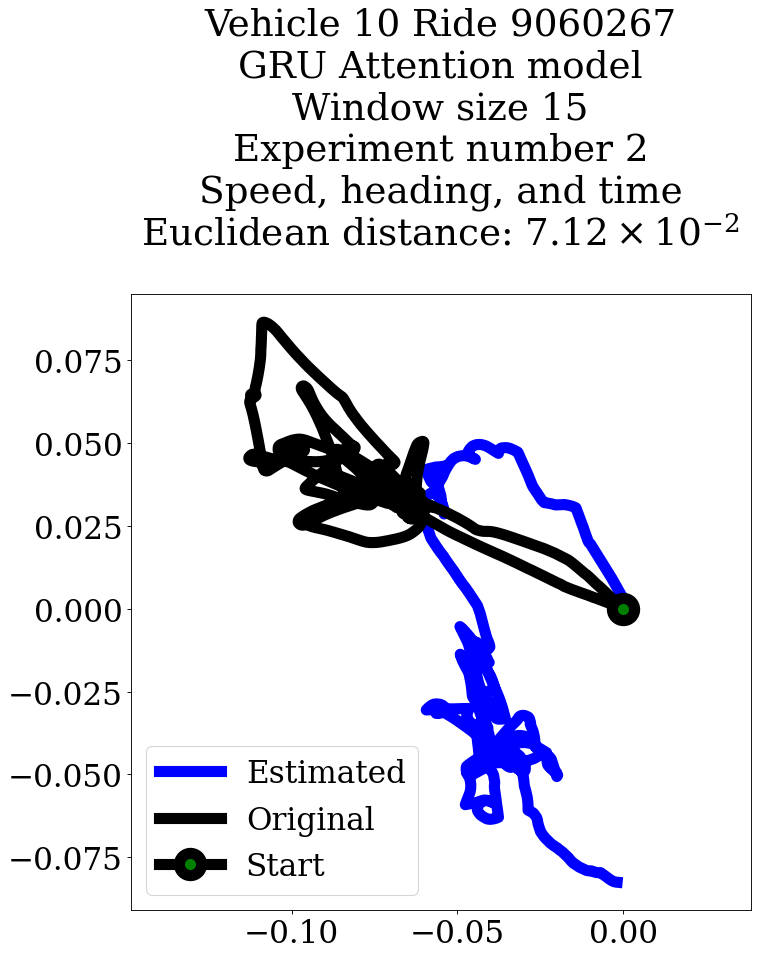 Vehicle 10 Ride 9060267
GRU Attention model
Window size 15
Experiment number 2
Speed, heading, and time
Euclidean distance: 7.12 × 10⁻²
0.075
0.050
0.025
0.000
−0.025
−0.050
−0.075
Estimated
Original
Start
−0.10
−0.05
0.00